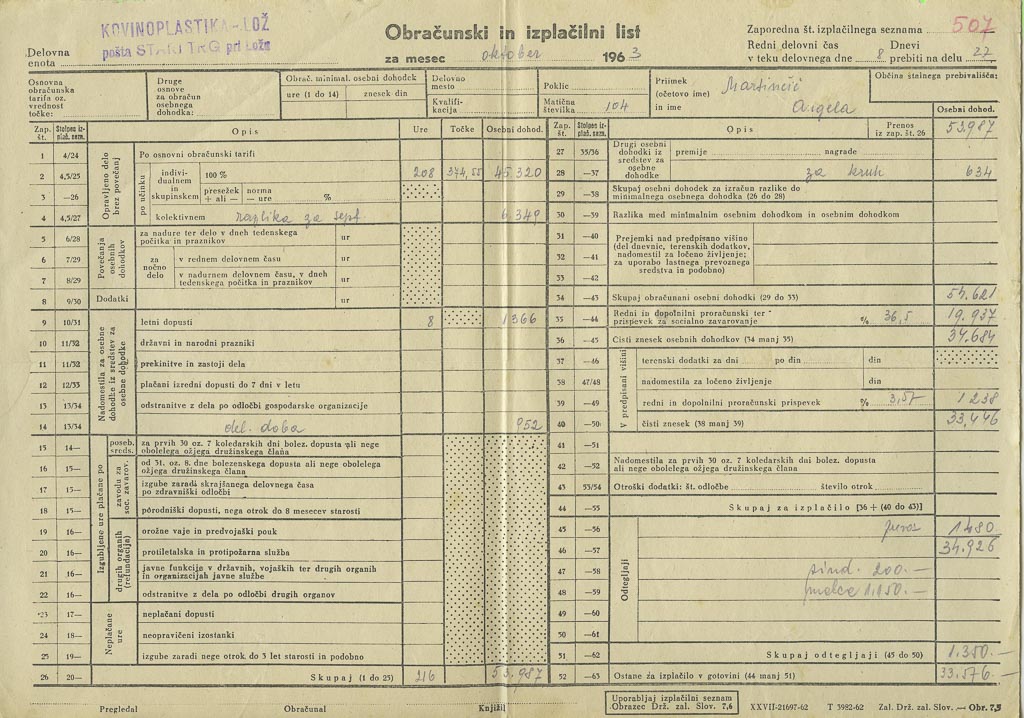 KOVINOPLASTIKA-LOŽ
pošta STARI TRG pri Ložu
Delovna enota
Obračunski in izplačilni list
za mesec oktober 1963
Zaporedna št. izplačilnega seznama 507
Redni delovni čas v teku delovnega dne 8 Dnevi prebiti na delu 27
Osnovna obračunska tarifa oz. vrednost točke:
Druge osnove za obračun osebnega dohodka:
Obrač. minimal. osebni dohodek
ure (1 do 14) znesek din
Delovno mesto
Kvalifikacija
Poklic
Matična številka 104
Priimek (očetovo ime) in ime Martinčič Angela
Občina stalnega prebivališča:
Zap. št. Stolpec izplač. sezn. Opis Ure Točke Osebni dohod.
1 4/24 Po osnovni obračunski tarifi
Opravljeno delo brez povečanj
po učinku
2 4,5/25 individualnem in skupinskem 100 % 208 374,55 45.320
3 —26 presežek + ali — norma — ure %
4 4,5/27 kolektivnem razlika za sept. 6.349
Povečanja osebnih dohodkov
5 6/28 za nadure ter delo v dneh tedenskega počitka in praznikov ur
6 7/29 za nočno delo v rednem delovnem času ur
7 8/29 v nadurnem delovnem času, v dneh tedenskega počitka in praznikov ur
8 9/30 Dodatki ur
Nadomestila za osebne dohodke iz sredstev za osebne dohodke
9 10/31 letni dopusti 8 1366
10 11/32 državni in narodni prazniki
11 11/32 prekinitve in zastoji dela
12 12/33 plačani izredni dopusti do 7 dni v letu
13 13/34 odstranitve z dela po odločbi gospodarske organizacije
14 13/34 del. doba 952
Izgubljene ure plačane po
poseb. sreds.
15 14— za prvih 30 oz. 7 koledarskih dni bolez. dopusta ali nege obolelega ožjega družinskega člana
zavodu za soc. zavarov.
16 15— od 31. oz. 8. dne bolezenskega dopusta ali nege obolelega ožjega družinskega člana
17 15— izgube zaradi skrajšanega delovnega časa po zdravniški odločbi
18 15— porodniški dopusti, nega otrok do 8 mesecev starosti
drugih organih (refundacija)
19 16— orožne vaje in predvojaški pouk
20 16— protiletalska in protipožarna služba
21 16— javne funkcije v državnih, vojaških ter drugih organih in organizacijah javne službe
22 16— odstranitve z dela po odločbi drugih organov
Neplačane ure
23 17— neplačani dopusti
24 18— neopravičeni izostanki
25 19— izgube zaradi nege otrok do 3 let starosti in podobno
26 20— Skupaj (1 do 25) 216 53.987
Zap. št. Stolpec izplač. sezn. Opis Prenos iz zap. št. 26 Osebni dohod. 53.987
27 35/36 Drugi osebni dohodki iz sredstev za osebne dohodke premije nagrade
28 —37 za kruh 634
29 —38 Skupaj osebni dohodek za izračun razlike do minimalnega osebnega dohodka (26 do 28)
30 —39 Razlika med minimalnim osebnim dohodkom in osebnim dohodkom
31 —40 Prejemki nad predpisano višino (del dnevnic, terenskih dodatkov, nadomestil za ločeno življenje; za uporabo lastnega prevoznega sredstva in podobno)
32 —41
33 —42
34 —43 Skupaj obračunani osebni dohodki (29 do 33) 54.621
35 —44 Redni in dopolnilni proračunski ter prispevek za socialno zavarovanje % 36,5 19.937
36 —45 Čisti znesek osebnih dohodkov (34 manj 35) 34.684
V predpisani višini
37 —46 terenski dodatki za dni po din din
38 47/48 nadomestila za ločeno življenje din
39 —49 redni in dopolnilni proračunski prispevek % 3,57 1238
40 —50 čisti znesek (38 manj 39) 33,446
41 —51
42 —52 Nadomestila za prvih 30 oz. 7 koledarskih dni bolez. dopusta ali nege obolelega ožjega družinskega člana
43 53/54 Otroški dodatki: št. odločbe število otrok
44 —55 Skupaj za izplačilo [36 + (40 do 43)]
Odtegljaji
45 —56 1480
46 —57 34.926
47 —58 sind. 200.—
48 —59 malca 1.150.—
49 —60
50 —61
51 —62 Skupaj odtegljaji (45 do 50) 1.350.—
52 —63 Ostane za izplačilo v gotovini (44 manj 51) 33.576.—
Pregledal Obračunal Knjižil
Uporabljaj izplačilni seznam
Obrazec Drž. zal. Slov. 7,6
XXVII-21697-62 T 3982-62 Zal. Drž. zal. Slov. — Obr. 7,5